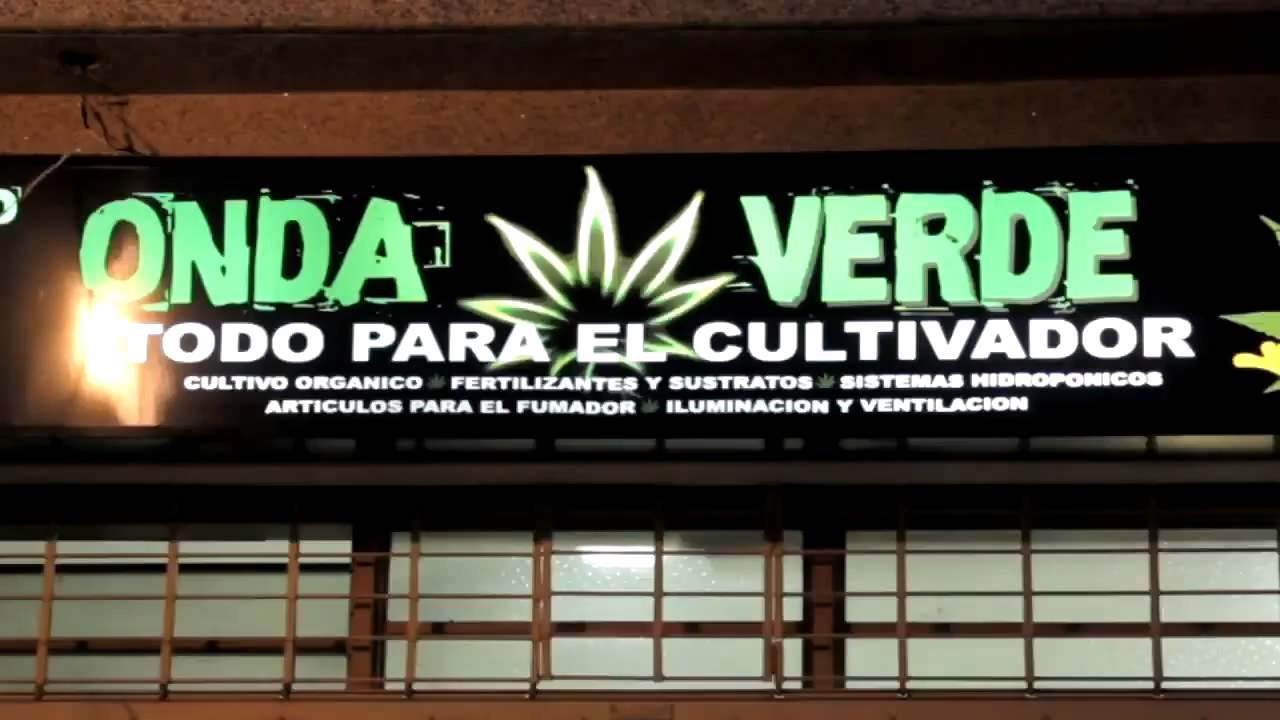 ONDA VERDE
TODO PARA EL CULTIVADOR
CULTIVO ORGANICO FERTILIZANTES Y SUSTRATOS SISTEMAS HIDROPONICOS
ARTICULOS PARA EL FUMADOR ILUMINACION Y VENTILACION